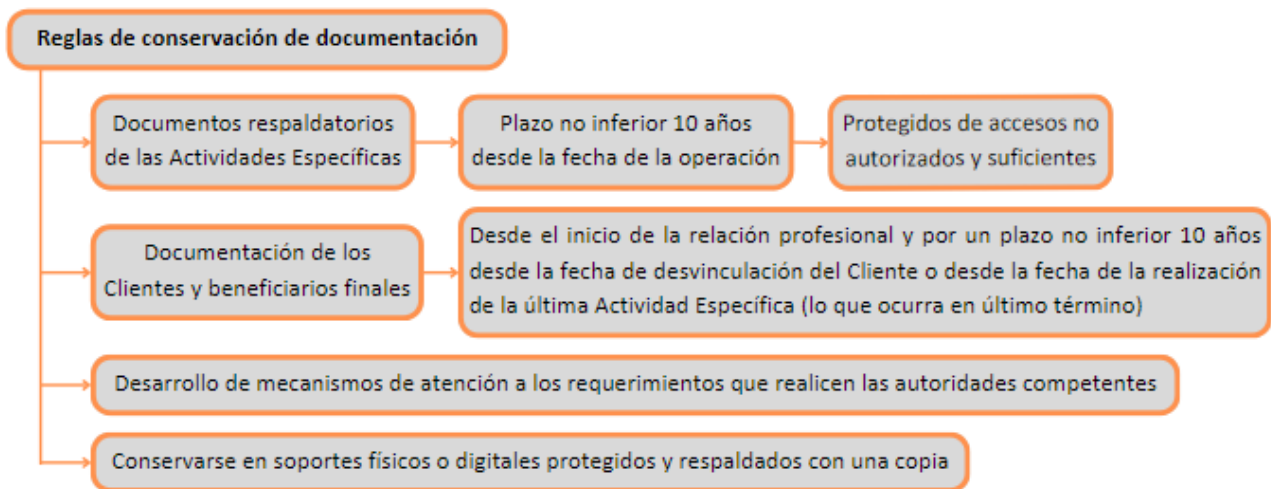 Reglas de conservación de documentación
Documentos respaldatorios
de las Actividades Específicas
Plazo no inferior 10 años
desde la fecha de la operación
Protegidos de accesos no
autorizados y suficientes
Documentación de los
Clientes y beneficiarios finales
Desde el inicio de la relación profesional y por un plazo no inferior 10 años
desde la fecha de desvinculación del Cliente o desde la fecha de la realización
de la última Actividad Específica (lo que ocurra en último término)
Desarrollo de mecanismos de atención a los requerimientos que realicen las autoridades competentes
Conservarse en soportes físicos o digitales protegidos y respaldados con una copia